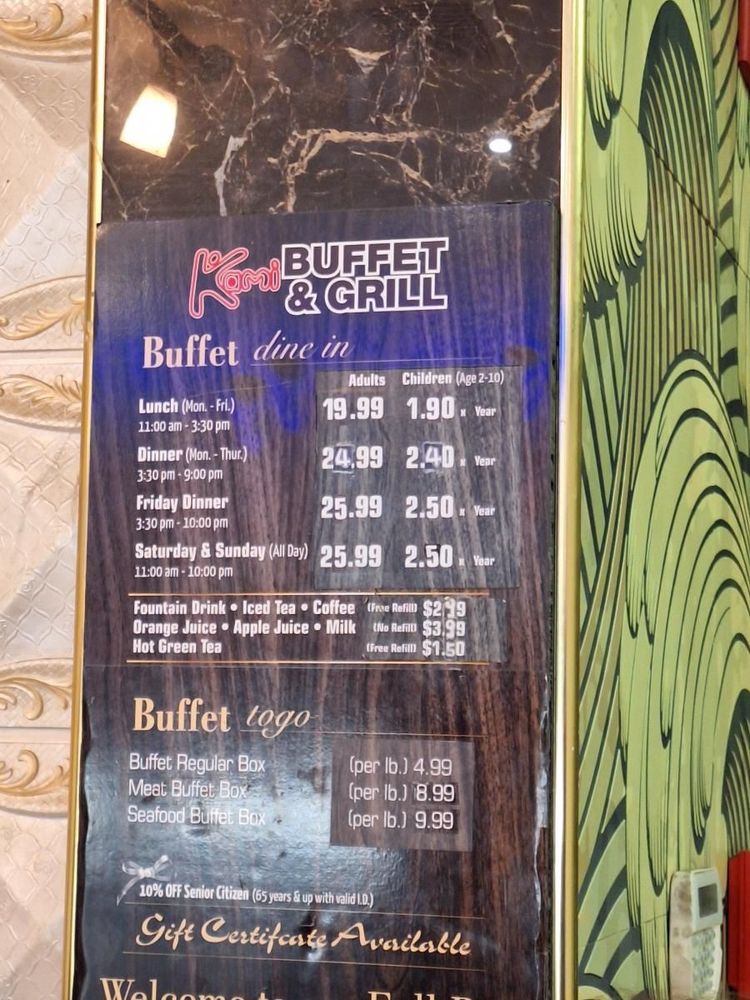 Kami BUFFET
& GRILL
Buffet dine in
Adults Children (Age 2-10)
Lunch (Mon. - Fri.) 19.99 1.90 x Year
11:00 am - 3:30 pm
Dinner (Mon. - Thur.) 24.99 2.40 x Year
3:30 pm - 9:00 pm
Friday Dinner 25.99 2.50 x Year
3:30 pm - 10:00 pm
Saturday & Sunday (All Day) 25.99 2.50 x Year
11:00 am - 10:00 pm
Fountain Drink • Iced Tea • Coffee (Free Refill)
Orange Juice • Apple Juice • Milk (No Refill) $3.99
Hot Green Tea (Free Refill) $1.50
Buffet togo
Buffet Regular Box (per lb.) 4.99
Meat Buffet Box (per lb.) 8.99
Seafood Buffet Box (per lb.) 9.99
10% OFF Senior Citizen (65 years & up with valid I.D.)
Gift Certifcate Available
Welcome to